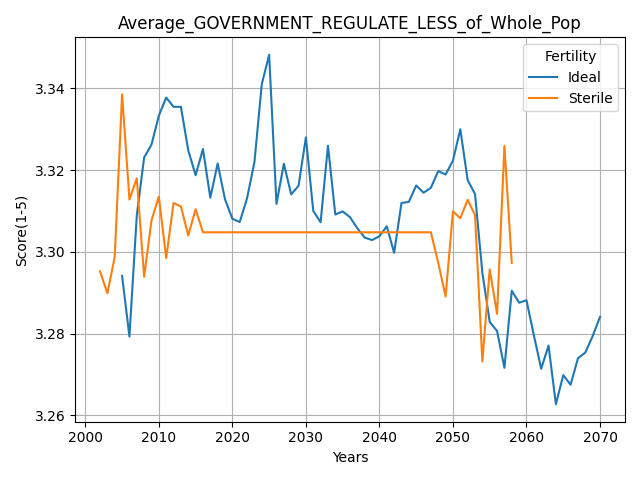 Average_GOVERNMENT_REGULATE_LESS_of_Whole_Pop
Fertility
Ideal
Sterile
Score(1-5)
3.34
3.32
3.30
3.28
3.26
2000 2010 2020 2030 2040 2050 2060 2070
Years